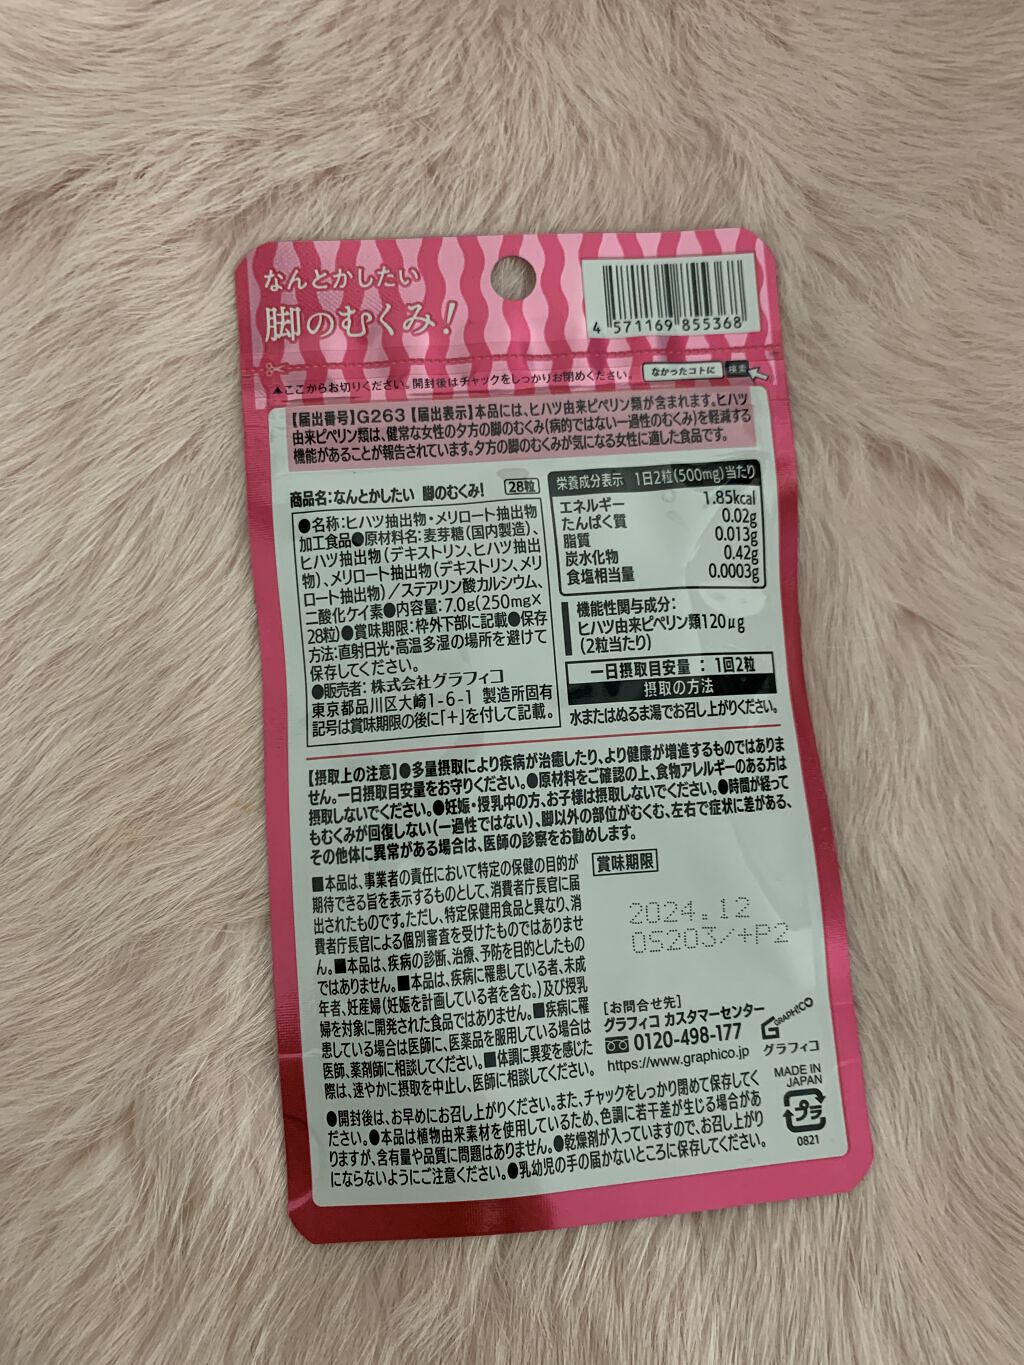 なんとかしたい
脚のむくみ!
4 571169 855368
▲ここからお切りください。開封後はチャックをしっかりお閉めください。
なかったコトに 検索
【届出番号】G263【届出表示】本品には、ヒハツ由来ピペリン類が含まれます。ヒハツ
由来ピペリン類は、健常な女性の夕方の脚のむくみ(病的ではない一過性のむくみ)を軽減する
機能があることが報告されています。夕方の脚のむくみが気になる女性に適した食品です。
商品名:なんとかしたい 脚のむくみ! 28粒
●名称:ヒハツ抽出物・メリロート抽出物
加工食品●原材料名:麦芽糖(国内製造)、
ヒハツ抽出物(デキストリン、ヒハツ抽出
物)、メリロート抽出物(デキストリン、メリ
ロート抽出物)/ステアリン酸カルシウム、
二酸化ケイ素●内容量:7.0g(250mg×
28粒)●賞味期限:枠外下部に記載●保存
方法:直射日光・高温多湿の場所を避けて
保存してください。
●販売者:株式会社グラフィコ
東京都品川区大崎1-6-1 製造所固有
記号は賞味期限の後に「+」を付して記載。
栄養成分表示 1日2粒(500mg)当たり
エネルギー 1.85kcal
たんぱく質 0.02g
脂質 0.013g
炭水化物 0.42g
食塩相当量 0.0003g
機能性関与成分:
ヒハツ由来ピペリン類120μg
(2粒当たり)
一日摂取目安量 : 1回2粒
摂取の方法
水またはぬるま湯でお召し上がりください。
【摂取上の注意】●多量摂取により疾病が治癒したり、より健康が増進するものではありま
せん。一日摂取目安量をお守りください。●原材料をご確認の上、食物アレルギーのある方は
摂取しないでください。●妊娠・授乳中の方、お子様は摂取しないでください。●時間が経って
もむくみが回復しない(一過性ではない)、脚以外の部位がむくむ、左右で症状に差がある、
その他体に異常がある場合は、医師の診察をお勧めします。
■本品は、事業者の責任において特定の保健の目的が
期待できる旨を表示するものとして、消費者庁長官に届
出されたものです。ただし、特定保健用食品と異なり、消
費者庁長官による個別審査を受けたものではありませ
ん。■本品は、疾病の診断、治療、予防を目的としたもの
ではありません。■本品は、疾病に罹患している者、未成
年者、妊産婦(妊娠を計画している者を含む。)及び授乳
婦を対象に開発された食品ではありません。■疾病に罹
患している場合は医師に、医薬品を服用している場合は
医師、薬剤師に相談してください。■体調に異変を感じた
際は、速やかに摂取を中止し、医師に相談してください。
賞味期限
2024.12
OS203/+P2
[お問合せ先]
グラフィコ カスタマーセンター
0120-498-177
https://www.graphico.jp
GRAPHICO
グラフィコ
●開封後は、お早めにお召し上がりください。また、チャックをしっかり閉めて保存してく
ださい。●本品は植物由来素材を使用しているため、色調に若干差が生じる場合があ
りますが、含有量や品質に問題はありません。●乾燥剤が入っていますので、お召し上がり
にならないようにご注意ください。●乳幼児の手の届かないところに保存してください。
MADE IN
JAPAN
プラ
0821